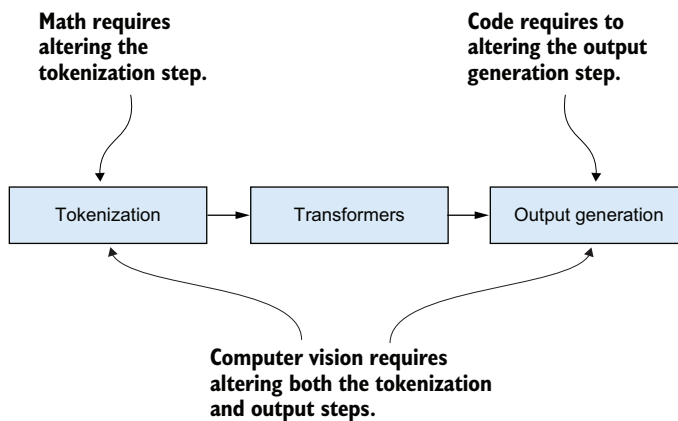 Math requires
altering the
tokenization step.
Code requires to
altering the output
generation step.
Tokenization
Transformers
Output generation
Computer vision requires
altering both the tokenization
and output steps.